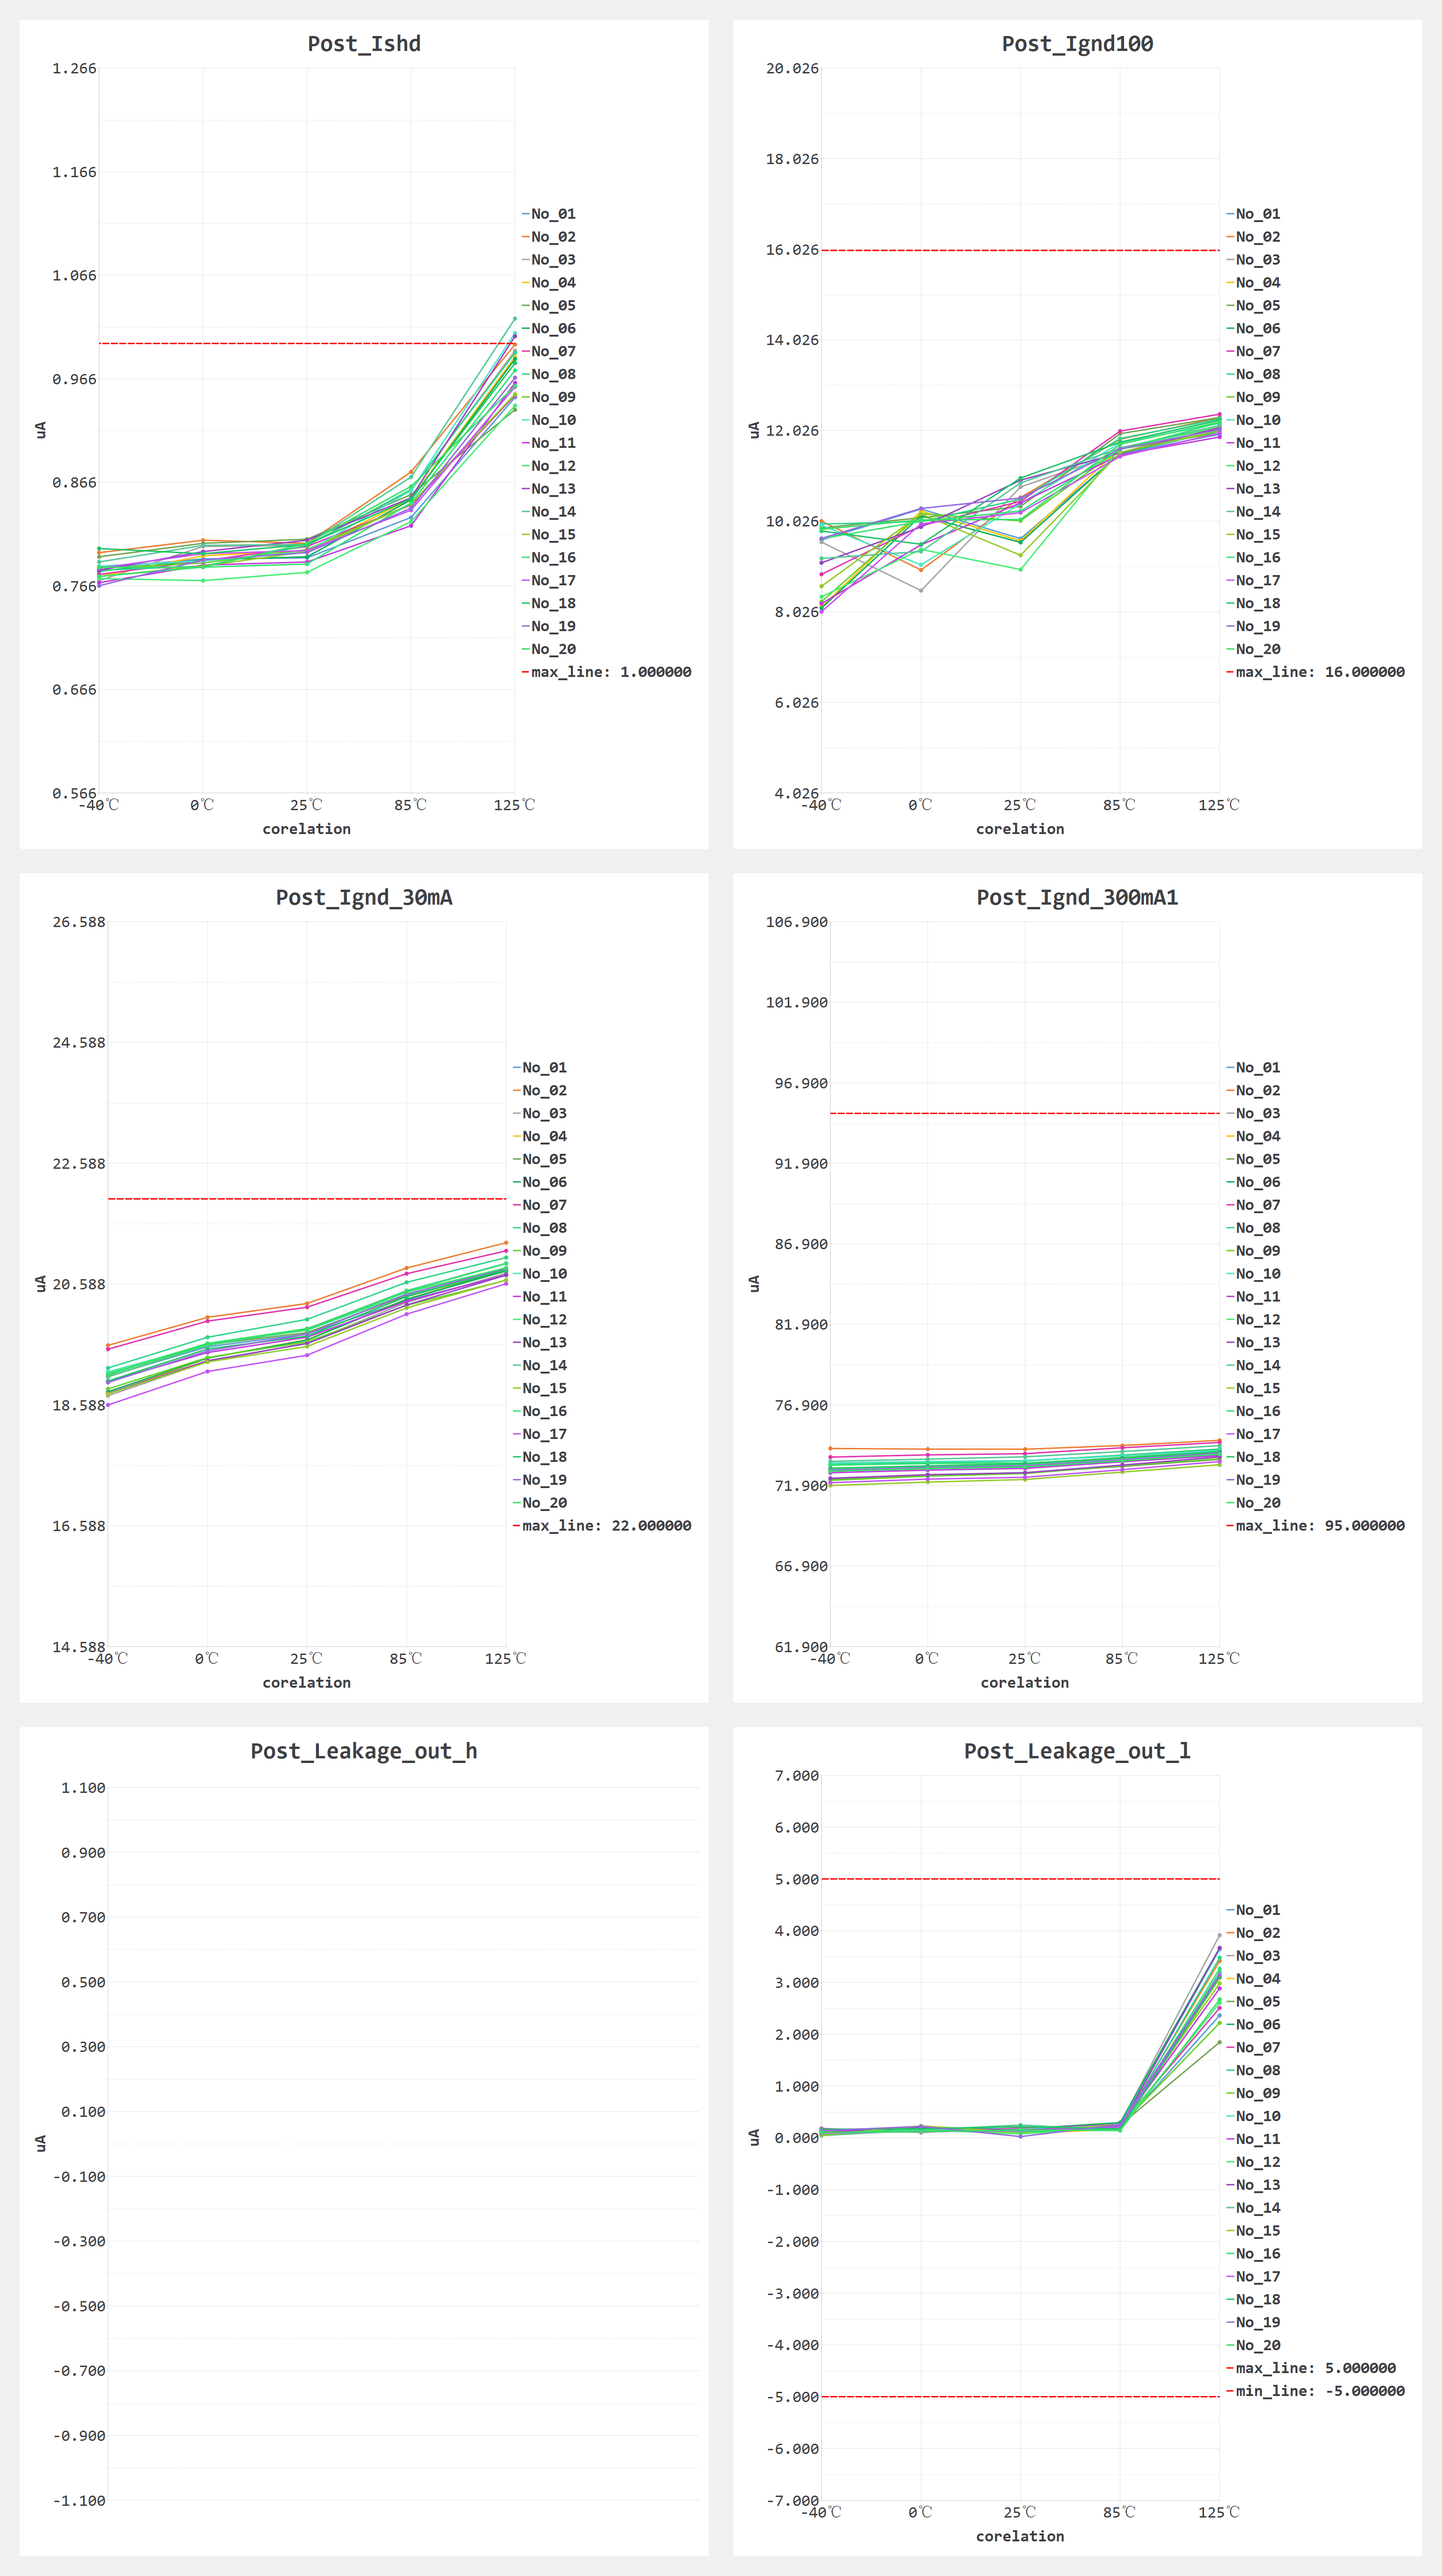 Post_Ishd
1.266
1.166
1.066
0.966
0.866
0.766
0.666
0.566
uA
-40℃ 0℃ 25℃ 85℃ 125℃
corelation
No_01
No_02
No_03
No_04
No_05
No_06
No_07
No_08
No_09
No_10
No_11
No_12
No_13
No_14
No_15
No_16
No_17
No_18
No_19
No_20
max_line: 1.000000
Post_Ignd100
20.026
18.026
16.026
14.026
12.026
10.026
8.026
6.026
4.026
uA
-40℃ 0℃ 25℃ 85℃ 125℃
corelation
No_01
No_02
No_03
No_04
No_05
No_06
No_07
No_08
No_09
No_10
No_11
No_12
No_13
No_14
No_15
No_16
No_17
No_18
No_19
No_20
max_line: 16.000000
Post_Ignd_30mA
26.588
24.588
22.588
20.588
18.588
16.588
14.588
uA
-40℃ 0℃ 25℃ 85℃ 125℃
corelation
No_01
No_02
No_03
No_04
No_05
No_06
No_07
No_08
No_09
No_10
No_11
No_12
No_13
No_14
No_15
No_16
No_17
No_18
No_19
No_20
max_line: 22.000000
Post_Ignd_300mA1
106.900
101.900
96.900
91.900
86.900
81.900
76.900
71.900
66.900
61.900
uA
-40℃ 0℃ 25℃ 85℃ 125℃
corelation
No_01
No_02
No_03
No_04
No_05
No_06
No_07
No_08
No_09
No_10
No_11
No_12
No_13
No_14
No_15
No_16
No_17
No_18
No_19
No_20
max_line: 95.000000
Post_Leakage_out_h
1.100
0.900
0.700
0.500
0.300
0.100
-0.100
-0.300
-0.500
-0.700
-0.900
-1.100
uA
Post_Leakage_out_l
7.000
6.000
5.000
4.000
3.000
2.000
1.000
0.000
-1.000
-2.000
-3.000
-4.000
-5.000
-6.000
-7.000
uA
-40℃ 0℃ 25℃ 85℃ 125℃
corelation
No_01
No_02
No_03
No_04
No_05
No_06
No_07
No_08
No_09
No_10
No_11
No_12
No_13
No_14
No_15
No_16
No_17
No_18
No_19
No_20
max_line: 5.000000
min_line: -5.000000